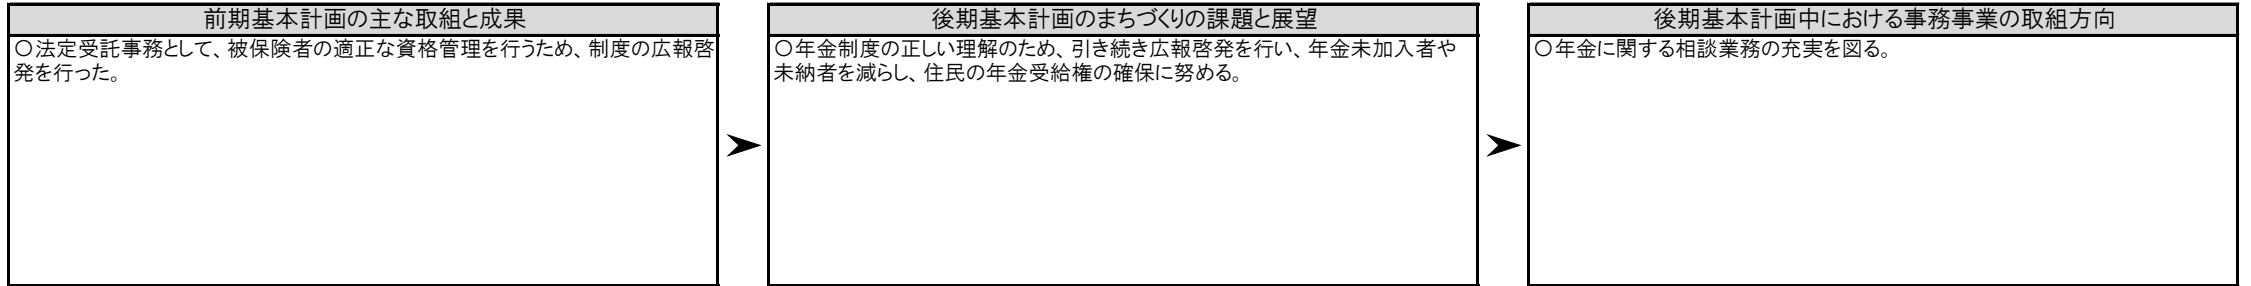 前期基本計画の主な取組と成果
○法定受託事務として、被保険者の適正な資格管理を行うため、制度の広報啓
発を行った。
後期基本計画のまちづくりの課題と展望
○年金制度の正しい理解のため、引き続き広報啓発を行い、年金未加入者や
未納者を減らし、住民の年金受給権の確保に努める。
後期基本計画中における事務事業の取組方向
○年金に関する相談業務の充実を図る。